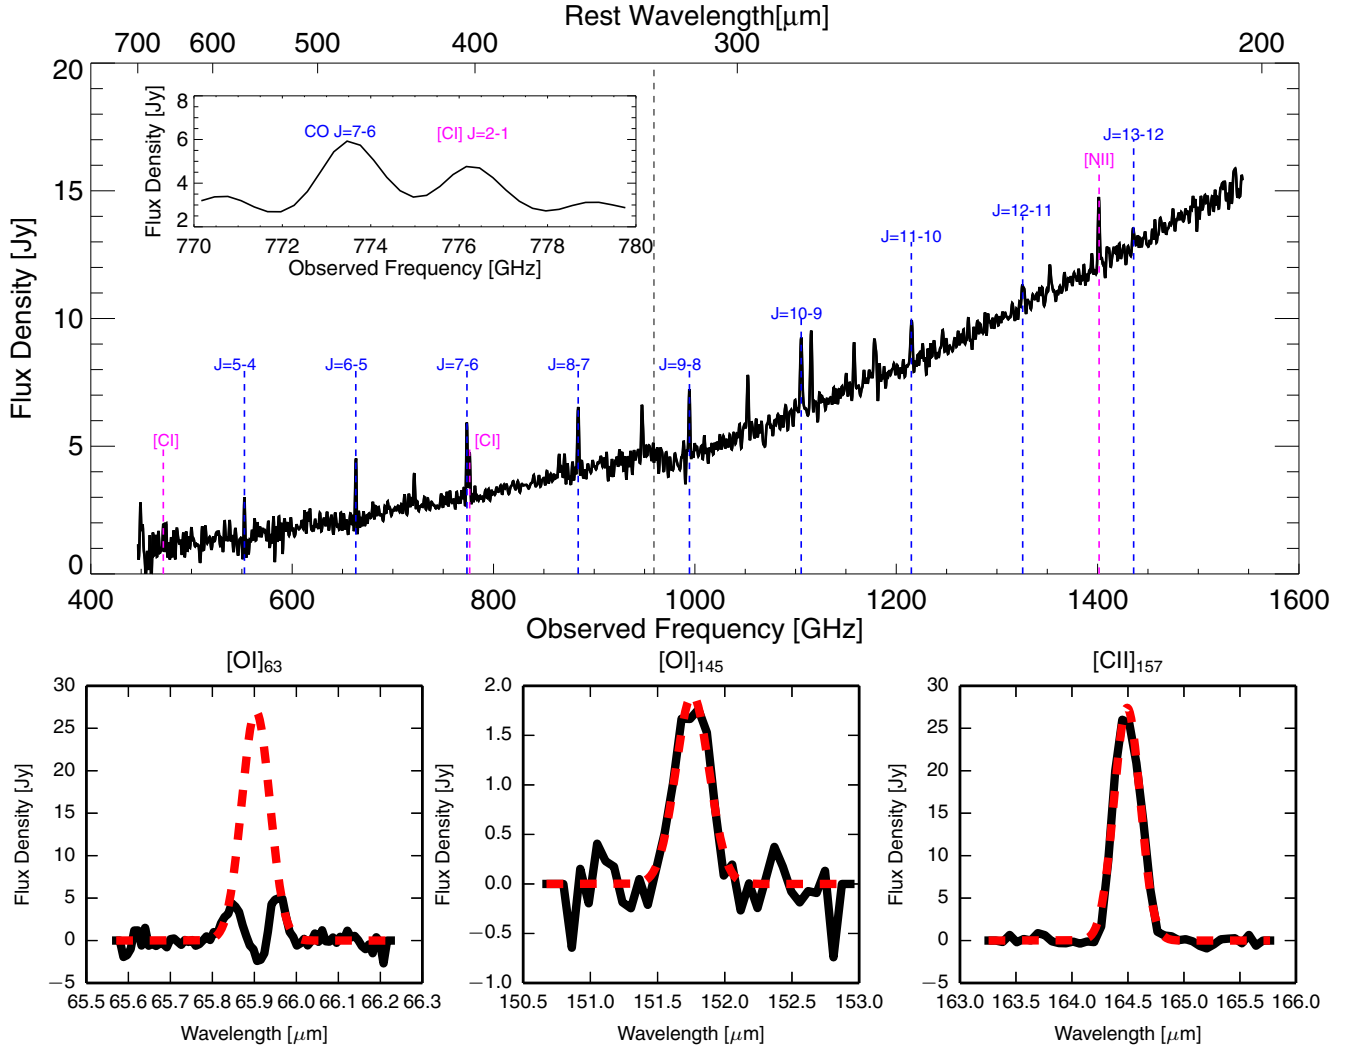 Rest Wavelength[μm]
700 600 500 400 300 200
20
15
10
5
0
Flux Density [Jy]
8
6
4
2
Flux Density [Jy]
CO J=7-6
[CI] J=2-1
770 772 774 776 778 780
Observed Frequency [GHz]
[CI]
J=5-4
J=6-5
J=7-6
[CI]
J=8-7
J=9-8
J=10-9
J=11-10
J=12-11
[NII]
J=13-12
400 600 800 1000 1200 1400 1600
Observed Frequency [GHz]
[OI]63
30
25
20
15
10
5
0
−5
Flux Density [Jy]
65.5 65.6 65.7 65.8 65.9 66.0 66.1 66.2 66.3
Wavelength [μm]
[OI]145
2.0
1.5
1.0
0.5
0.0
−0.5
−1.0
Flux Density [Jy]
150.5 151.0 151.5 152.0 152.5 153.0
Wavelength [μm]
[CII]157
30
25
20
15
10
5
0
−5
Flux Density [Jy]
163.0 163.5 164.0 164.5 165.0 165.5 166.0
Wavelength [μm]